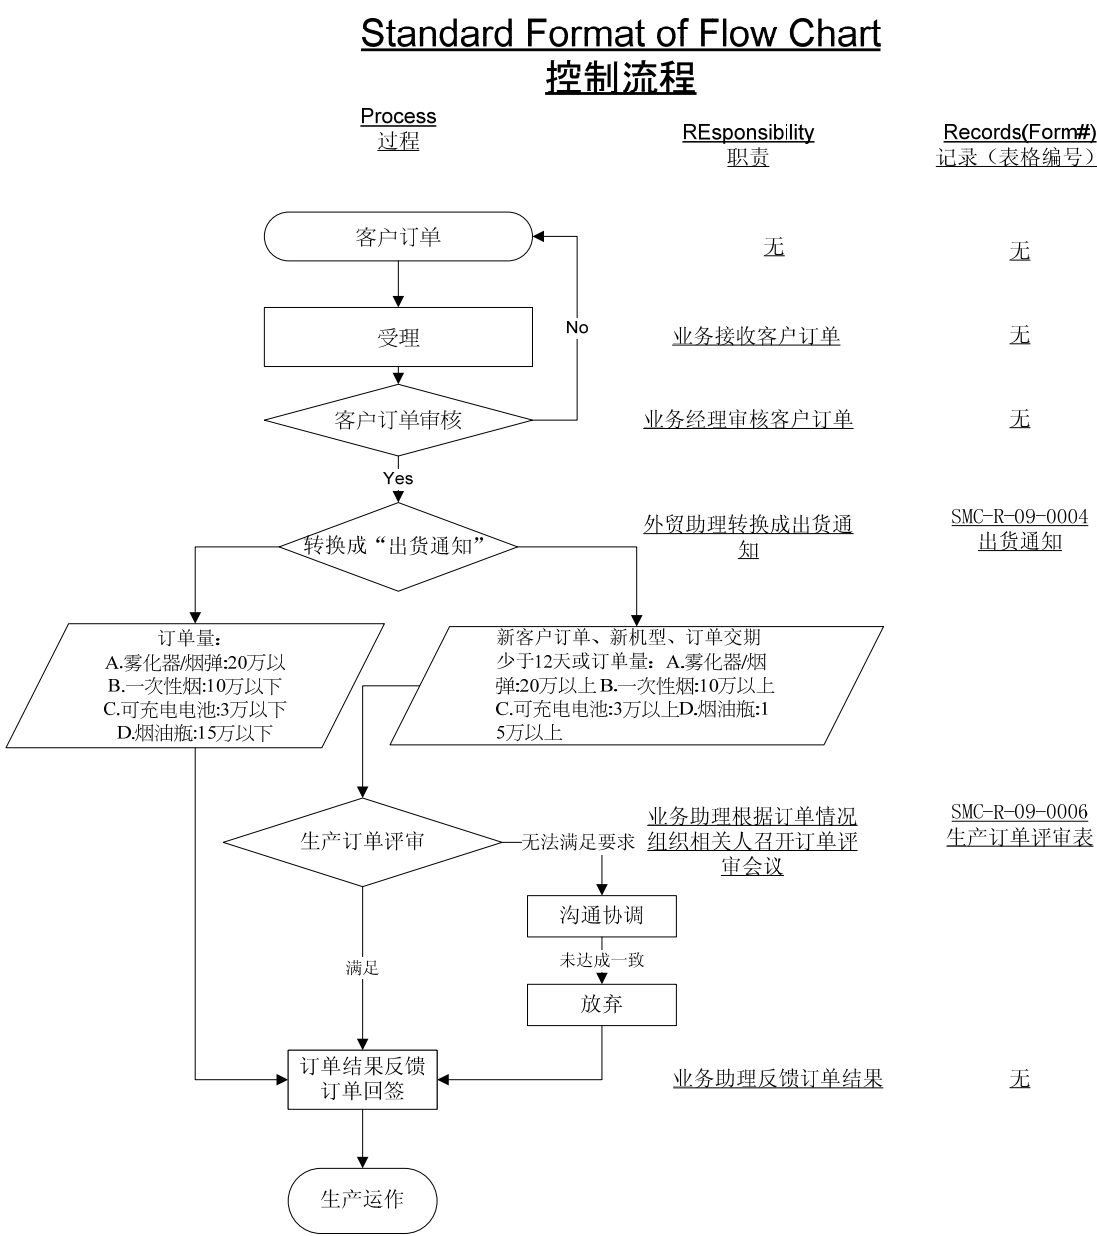 Standard Format of Flow Chart
控制流程
Process
过程
REsponsibility
职责
Records(Form#)
记录（表格编号）
客户订单
无
无
No
受理
业务接收客户订单
无
客户订单审核
业务经理审核客户订单
无
Yes
转换成“出货通知”
外贸助理转换成出货通
知
SMC-R-09-0004
出货通知
订单量：
A.雾化器/烟弹:20万以
B.一次性烟:10万以下
C.可充电电池:3万以下
D.烟油瓶:15万以下
新客户订单、新机型、订单交期
少于12天或订单量：A.雾化器/烟
弹:20万以上 B.一次性烟:10万以上
C.可充电电池:3万以上D.烟油瓶:1
5万以上
生产订单评审
无法满足要求
业务助理根据订单情况
组织相关人召开订单评
审会议
SMC-R-09-0006
生产订单评审表
沟通协调
未达成一致
满足
放弃
订单结果反馈
订单回签
业务助理反馈订单结果
无
生产运作